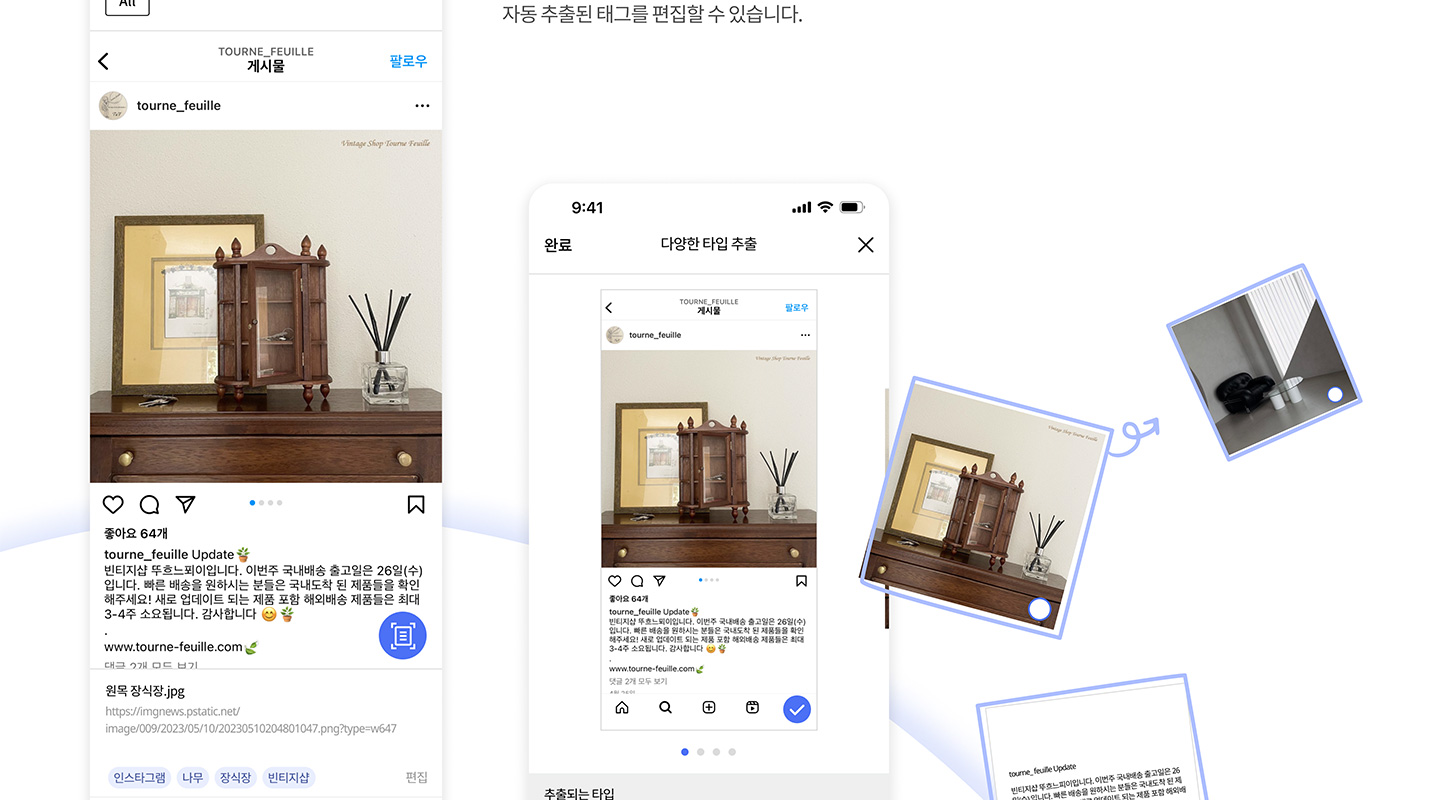 All
자동 추출된 태그를 편집할 수 있습니다.
TOURNE_FEUILLE
게시물
팔로우
tourne_feuille
Vintage Shop Tourne Feuille
좋아요 64개
tourne_feuille Update
빈티지샵 뚜흐느푀이입니다. 이번주 국내배송 출고일은 26일(수)
입니다. 빠른 배송을 원하시는 분들은 국내도착 된 제품들을 확인
해주세요! 새로 업데이트 되는 제품 포함 해외배송 제품들은 최대
3-4주 소요됩니다. 감사합니다 😊🪴
.
www.tourne-feuille.com
댓글 2개 모두 보기
원목 장식장.jpg
https://imgnews.pstatic.net/
image/009/2023/05/10/20230510204801047.png?type=w647
인스타그램 나무 장식장 빈티지샵 편집
9:41
완료 다양한 타입 추출
TOURNE_FEUILLE
게시물
팔로우
tourne_feuille
Vintage Shop Tourne Feuille
좋아요 64개
tourne_feuille Update
빈티지샵 뚜흐느푀이입니다. 이번주 국내배송 출고일은 26일(수)
입니다. 빠른 배송을 원하시는 분들은 국내도착 된 제품들을 확인
해주세요! 새로 업데이트 되는 제품 포함 해외배송 제품들은 최대
3-4주 소요됩니다. 감사합니다 😊🪴
.
www.tourne-feuille.com
댓글 2개 모두 보기
추출되는 타입
Vintage Shop Tourne Feuille
tourne_feuille Update
빈티지샵 뚜흐느푀이입니다. 이번주 국내배송 출고일은 26
일(수)입니다. 빠른 배송을 원하시는 분들은 국내도착 된 제